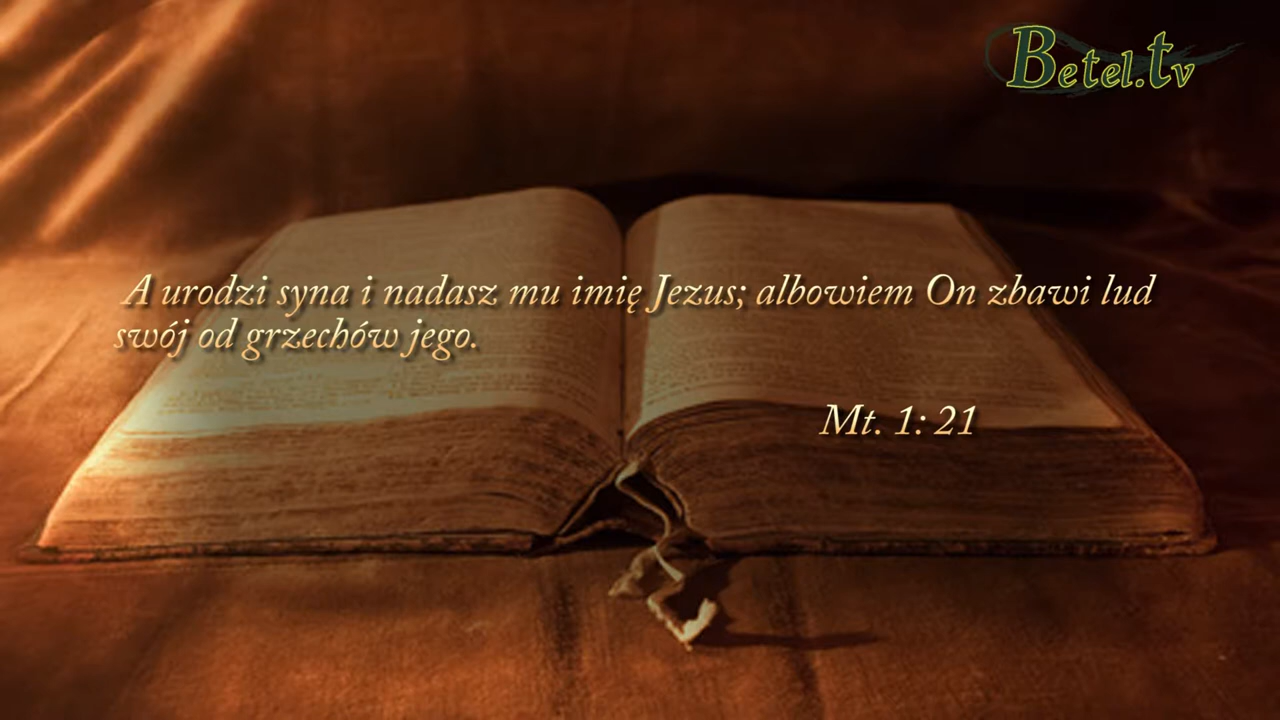 Betel.tv
A urodzi syna i nadasz mu imię Jezus; albowiem On zbawi lud
swój od grzechów jego.
Mt. 1: 21